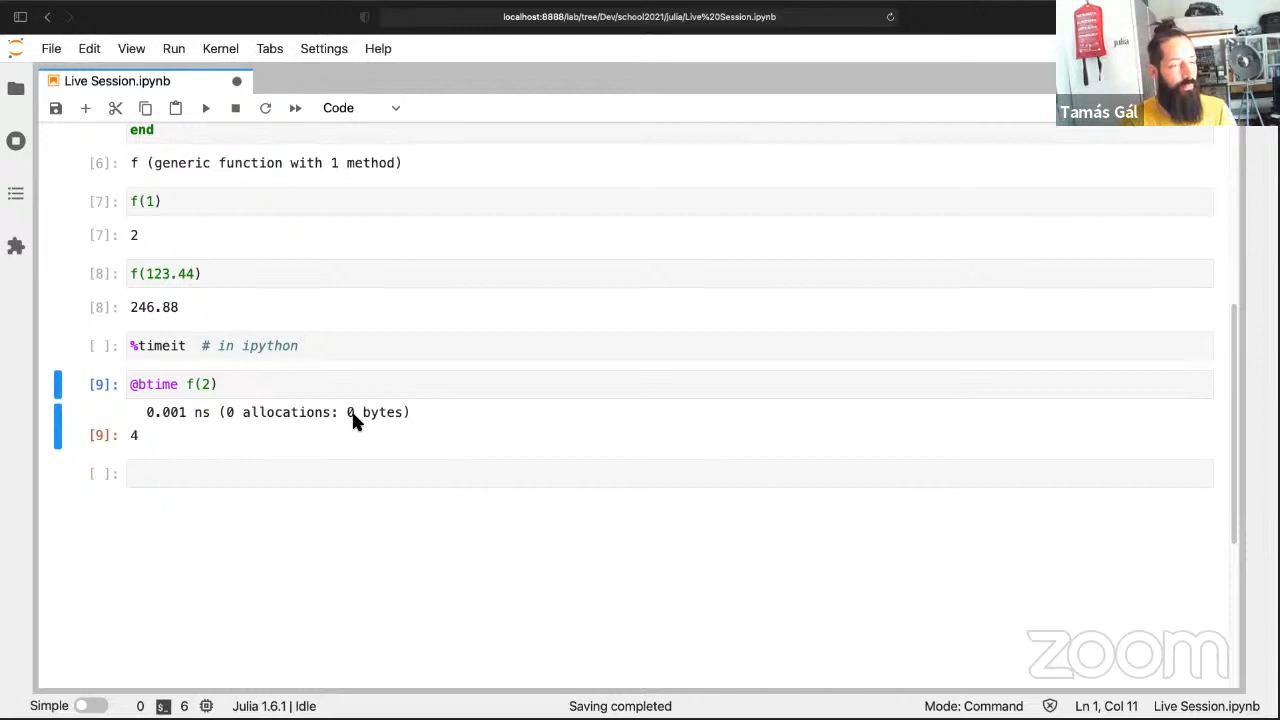 localhost:8888/lab/tree/Dev/school2021/julia/Live%20Session.ipynb
File Edit View Run Kernel Tabs Settings Help
julia
Tamás Gál
Live Session.ipynb
Code
end
[6]: f (generic function with 1 method)
[7]: f(1)
[7]: 2
[8]: f(123.44)
[8]: 246.88
[ ]: %timeit # in ipython
[9]: @btime f(2)
0.001 ns (0 allocations: 0 bytes)
[9]: 4
[ ]:
zoom
Simple 0 $_ 6 Julia 1.6.1 | Idle Saving completed Mode: Command Ln 1, Col 11 Live Session.ipynb